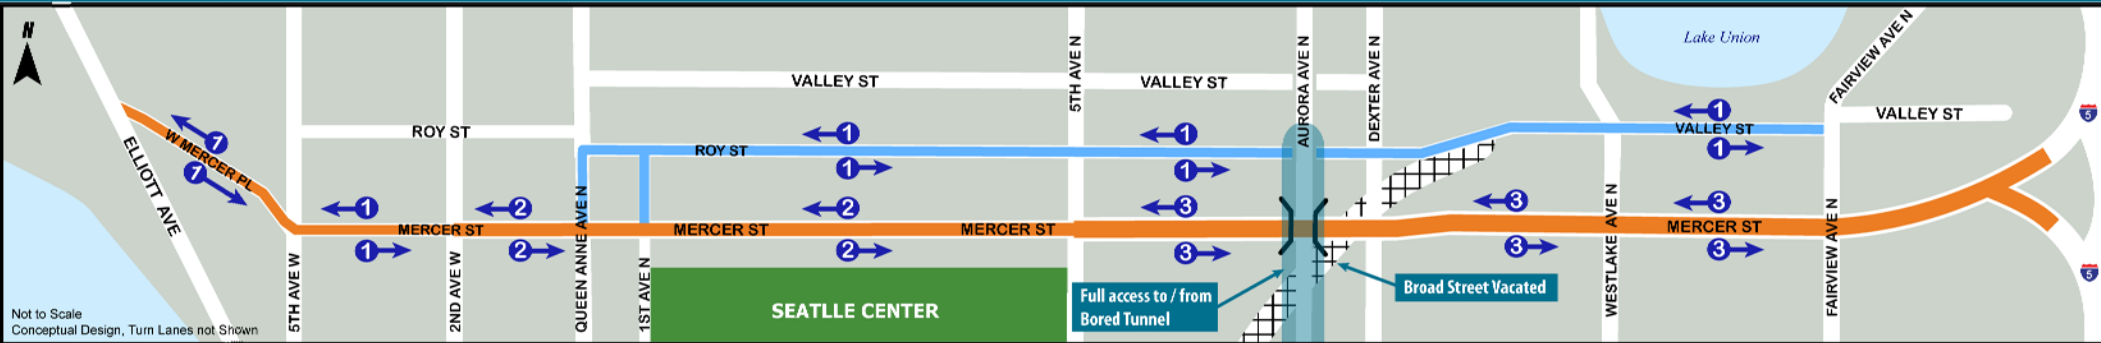 N
ELLIOTT AVE
W MERCER PL
7
7
5TH AVE W
ROY ST
2ND AVE W
1
1
MERCER ST
2
2
QUEEN ANNE AVE N
1ST AVE N
VALLEY ST
ROY ST
1
1
2
2
MERCER ST
MERCER ST
SEATLLE CENTER
5TH AVE N
VALLEY ST
1
1
3
3
AURORA AVE N
DEXTER AVE N
Full access to / from
Bored Tunnel
Broad Street Vacated
3
3
WESTLAKE AVE N
Lake Union
1
VALLEY ST
1
3
MERCER ST
3
FAIRVIEW AVE N
FAIRVIEW AVE N
VALLEY ST
5
5
Not to Scale
Conceptual Design, Turn Lanes not Shown